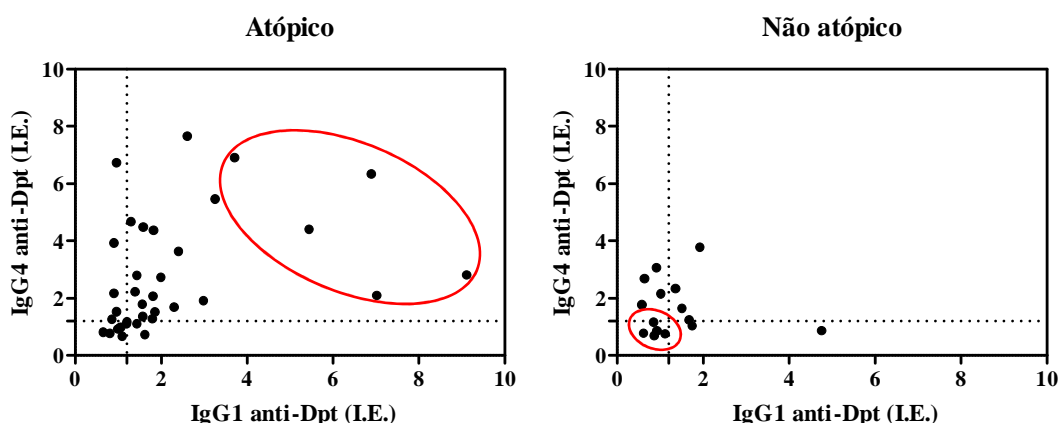 Atópico
10
8
6
4
2
0
0 2 4 6 8 10
IgG4 anti-Dpt (I.E.)
IgG1 anti-Dpt (I.E.)
Não atópico
10
8
6
4
2
0
0 2 4 6 8 10
IgG4 anti-Dpt (I.E.)
IgG1 anti-Dpt (I.E.)